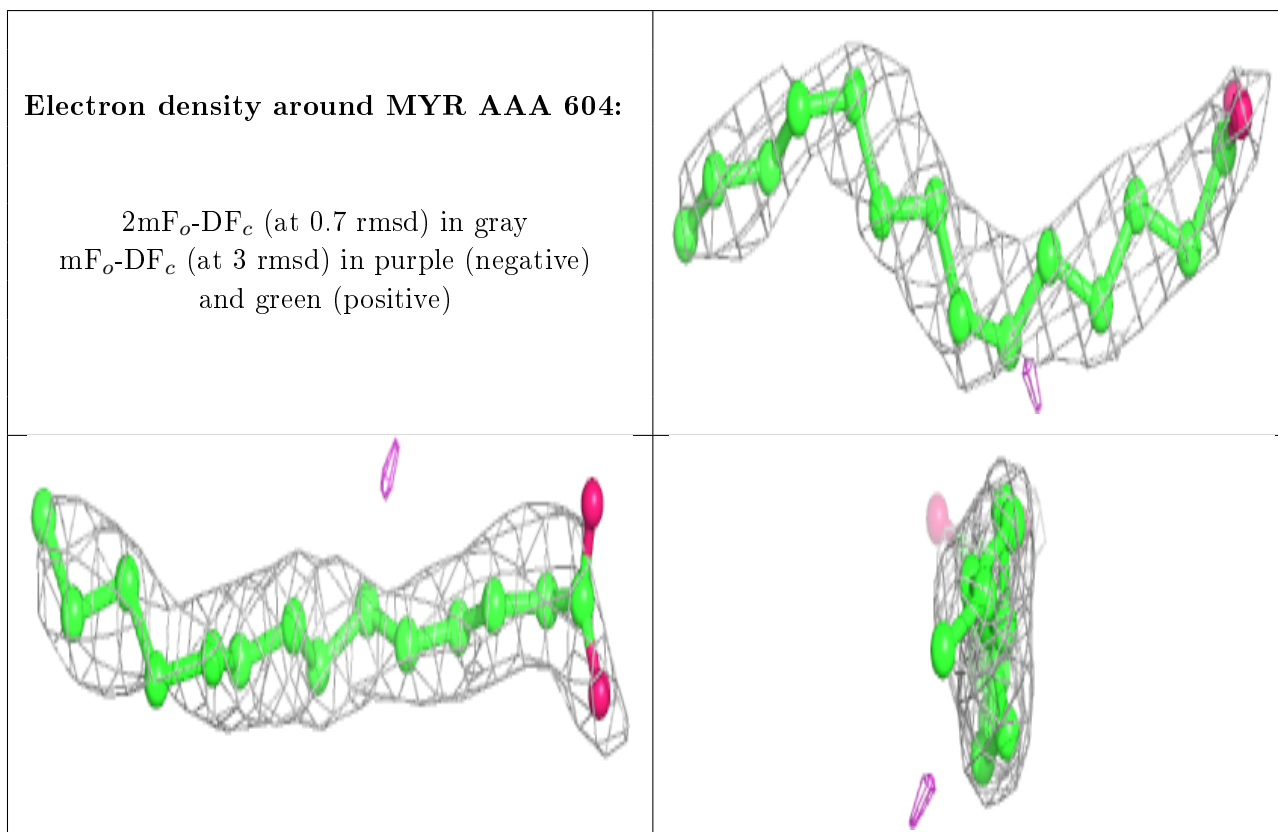 Electron density around MYR AAA 604:
2mFo-DFc (at 0.7 rmsd) in gray
mFo-DFc (at 3 rmsd) in purple (negative)
and green (positive)